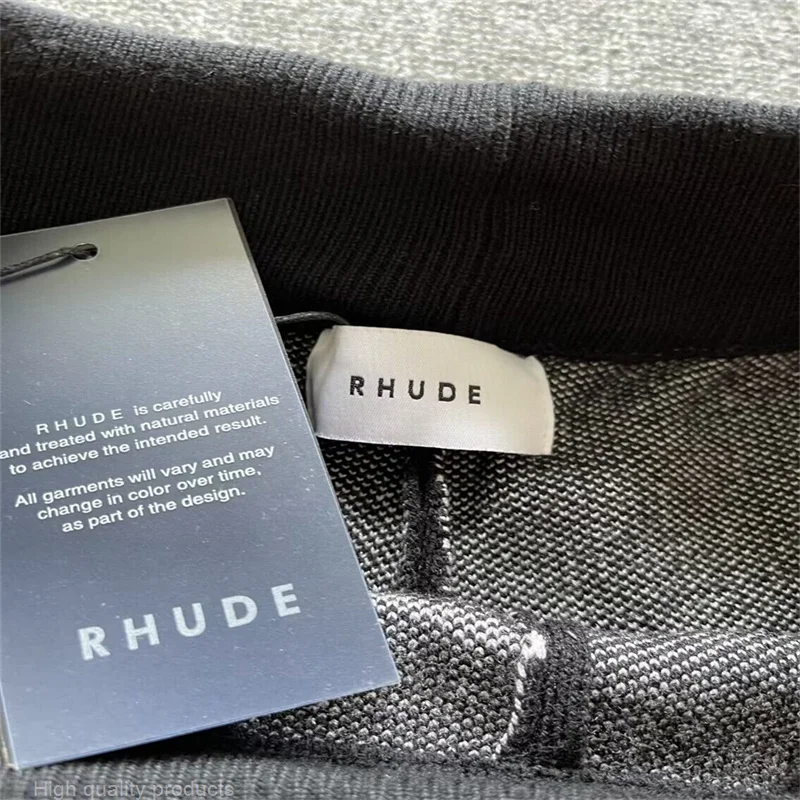 RHUDE is carefully
and treated with natural materials
to achieve the intended result.
All garments will vary and may
change in color over time,
as part of the design.
RHUDE
RHUDE
High quality products